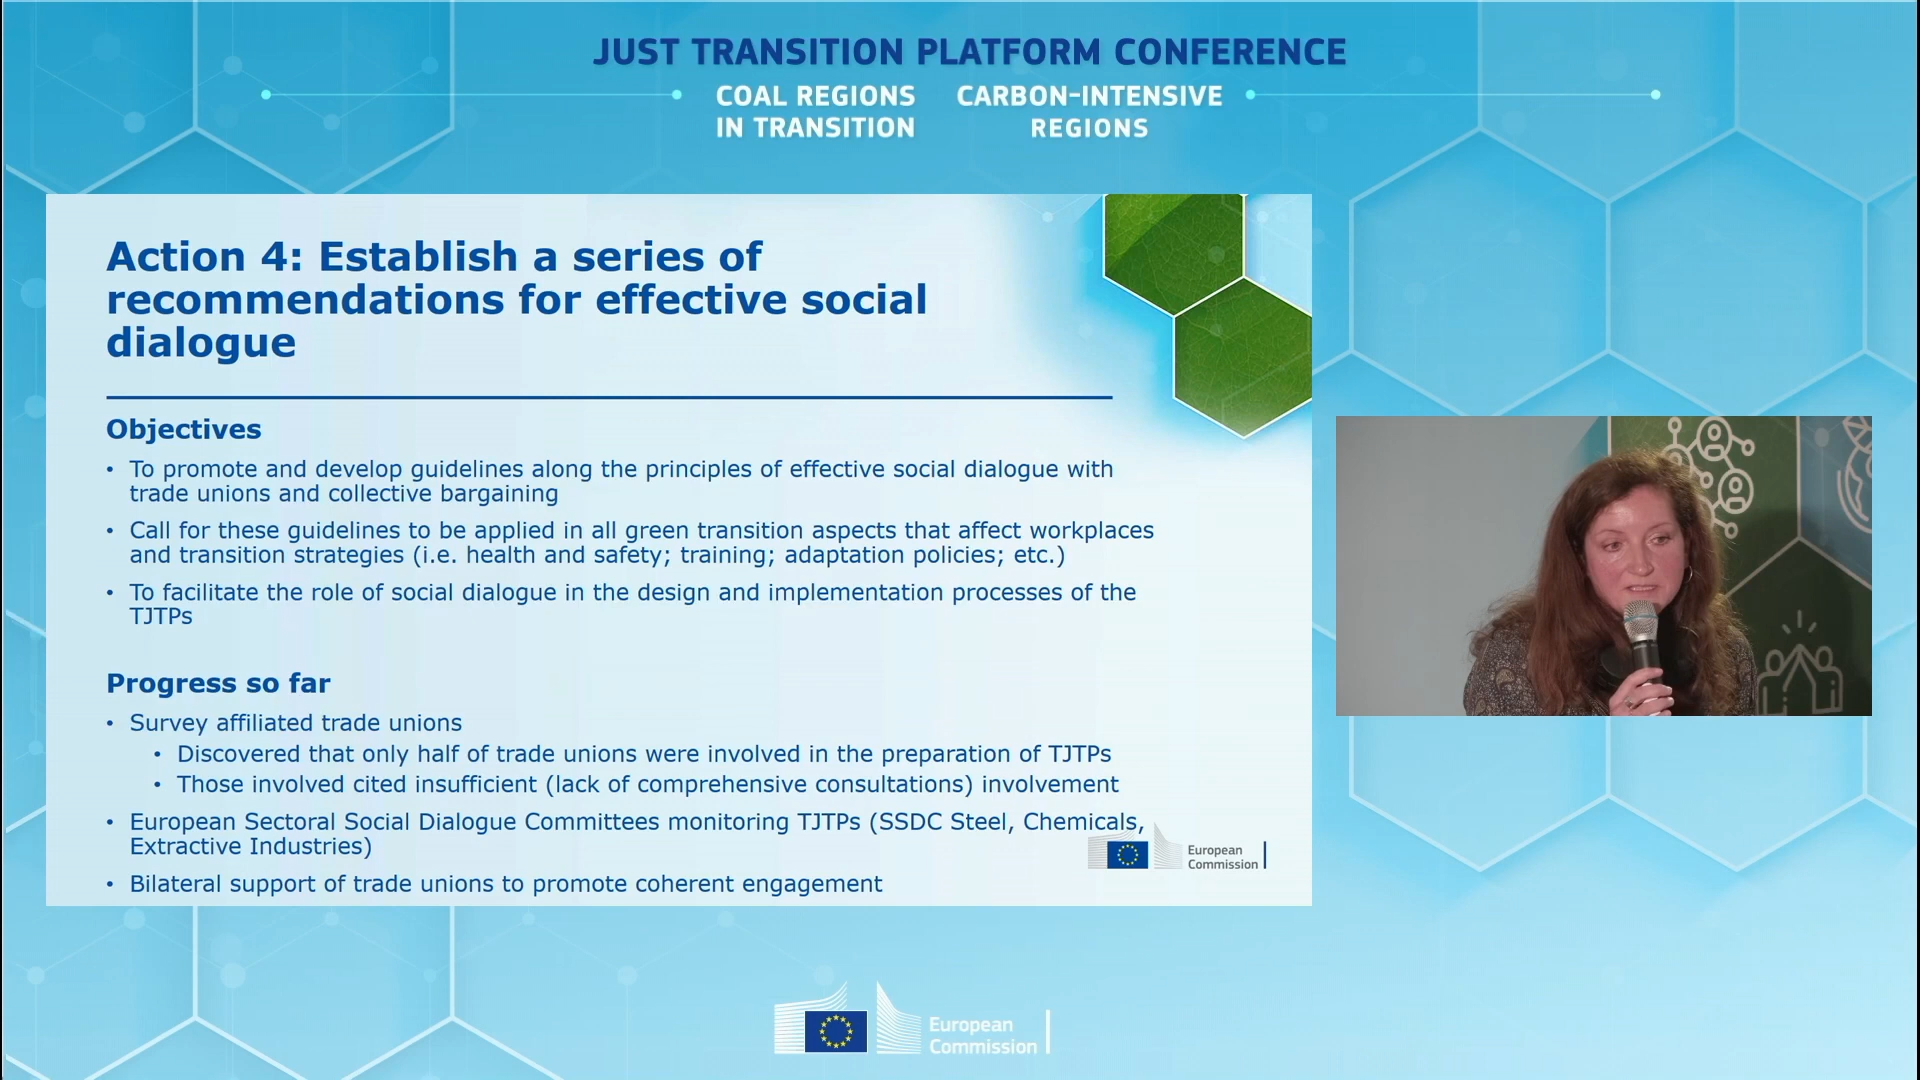 JUST TRANSITION PLATFORM CONFERENCE
COAL REGIONS
IN TRANSITION
CARBON-INTENSIVE
REGIONS
Action 4: Establish a series of
recommendations for effective social
dialogue
Objectives
• To promote and develop guidelines along the principles of effective social dialogue with
trade unions and collective bargaining
• Call for these guidelines to be applied in all green transition aspects that affect workplaces
and transition strategies (i.e. health and safety; training; adaptation policies; etc.)
• To facilitate the role of social dialogue in the design and implementation processes of the
TJTPs
Progress so far
• Survey affiliated trade unions
• Discovered that only half of trade unions were involved in the preparation of TJTPs
• Those involved cited insufficient (lack of comprehensive consultations) involvement
• European Sectoral Social Dialogue Committees monitoring TJTPs (SSDC Steel, Chemicals,
Extractive Industries)
• Bilateral support of trade unions to promote coherent engagement
European
Commission
European
Commission